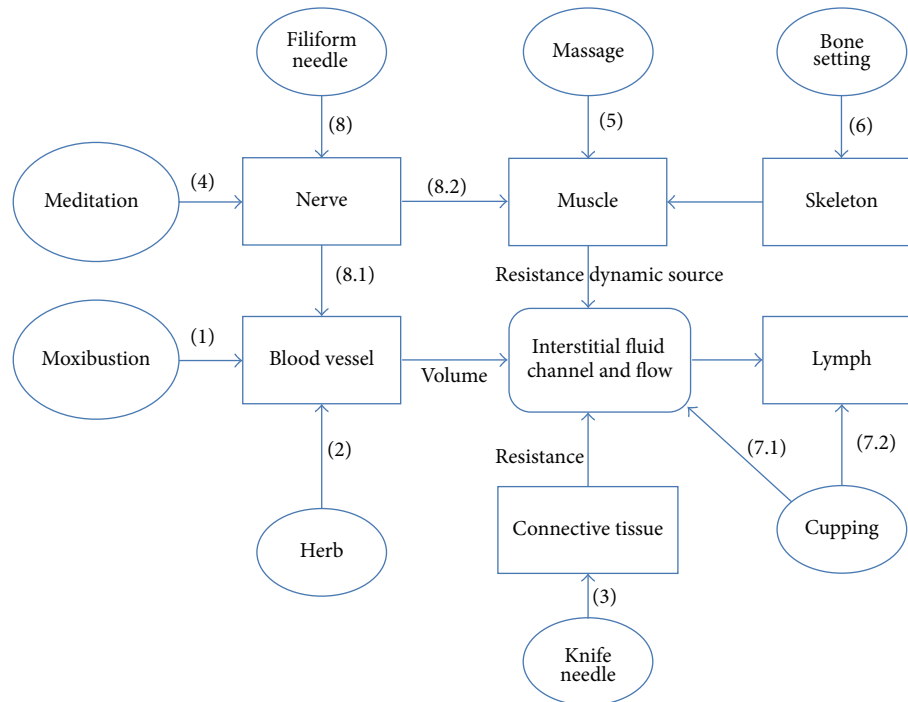 Filiform
needle
Massage
Bone
setting
(8)
(5)
(6)
Meditation
(4)
Nerve
(8.2)
Muscle
Skeleton
(8.1)
Resistance dynamic source
Moxibustion
(1)
Blood vessel
Volume
Interstitial fluid
channel and flow
Lymph
(2)
Resistance
(7.1)
(7.2)
Herb
Connective tissue
Cupping
(3)
Knife
needle